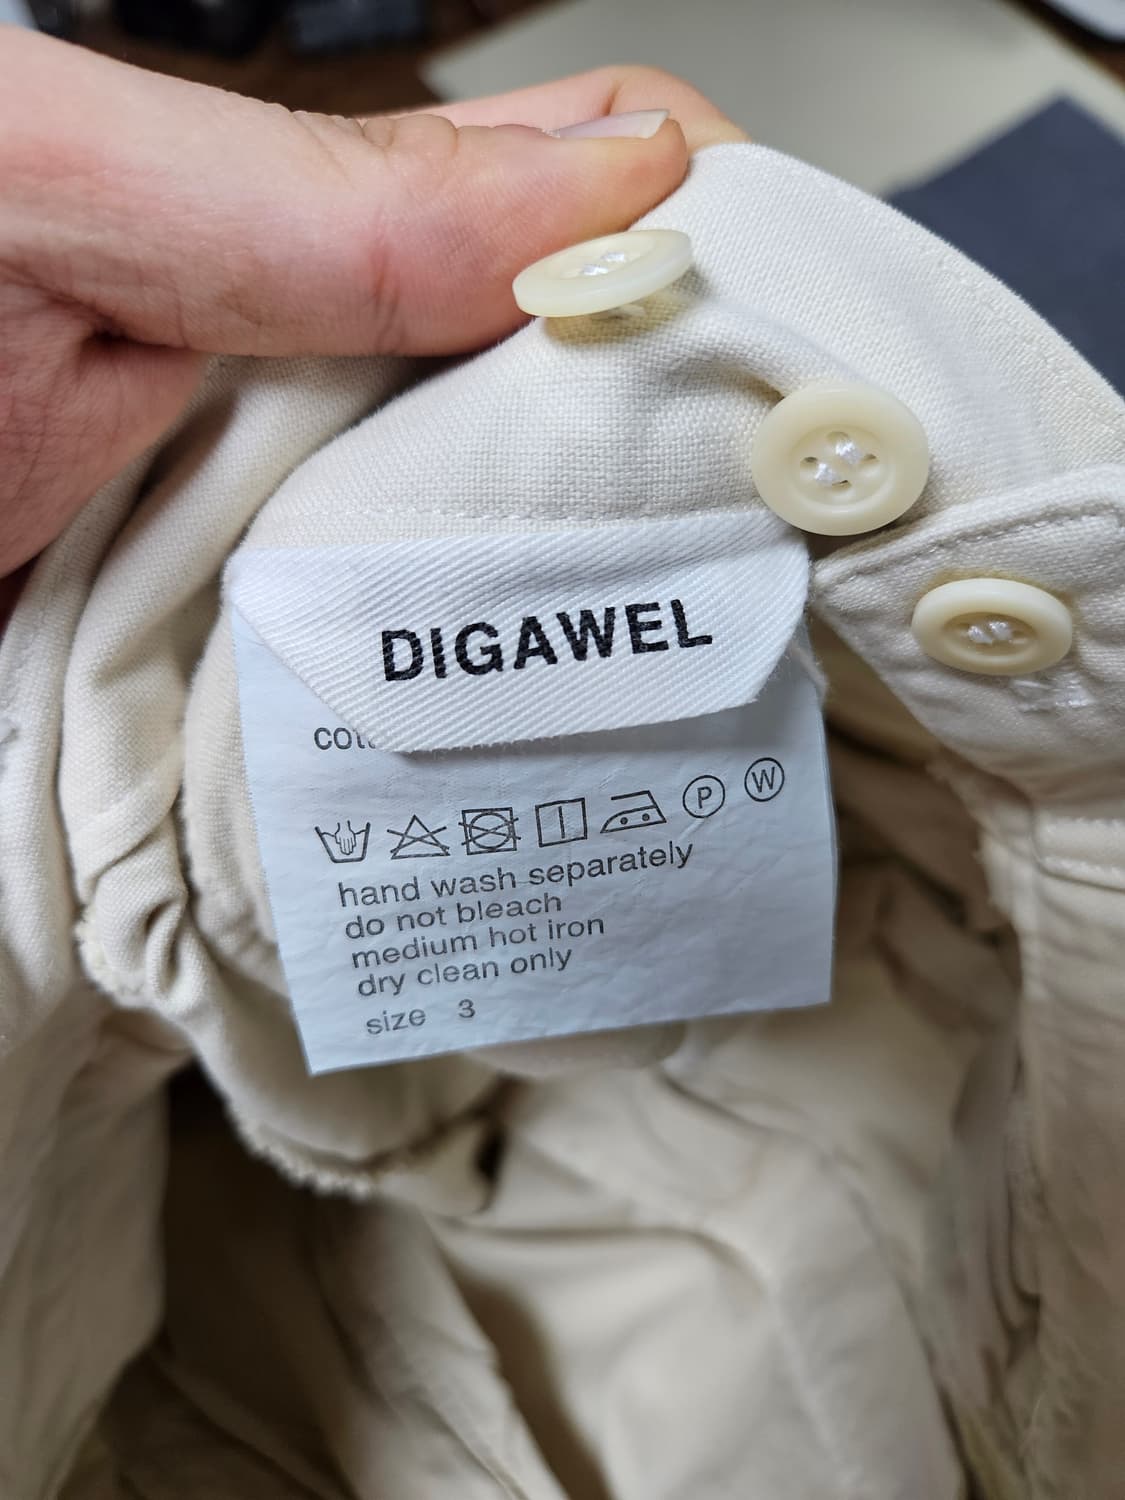 DIGAWEL
P W
hand wash separately
do not bleach
medium hot iron
dry clean only
size 3